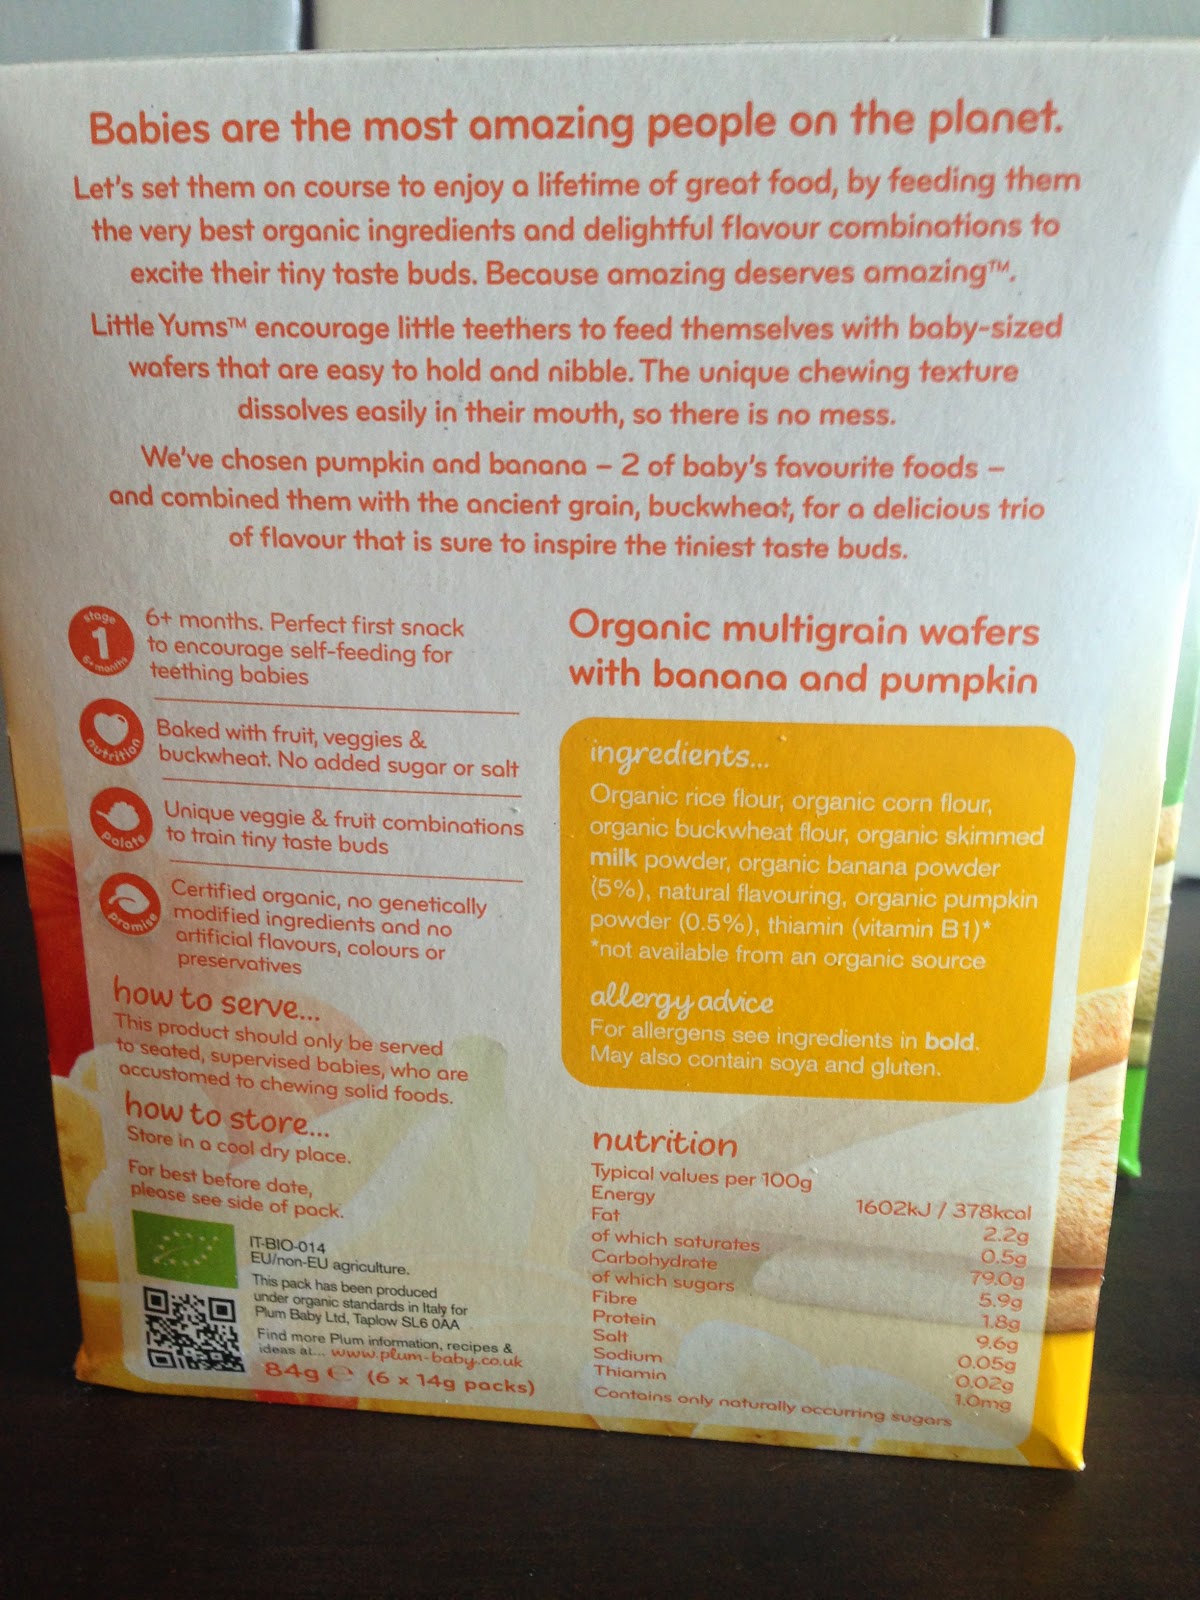 Babies are the most amazing people on the planet.
Let's set them on course to enjoy a lifetime of great food, by feeding them
the very best organic ingredients and delightful flavour combinations to
excite their tiny taste buds. Because amazing deserves amazing™.
Little Yums™ encourage little teethers to feed themselves with baby-sized
wafers that are easy to hold and nibble. The unique chewing texture
dissolves easily in their mouth, so there is no mess.
We've chosen pumpkin and banana – 2 of baby's favourite foods –
and combined them with the ancient grain, buckwheat, for a delicious trio
of flavour that is sure to inspire the tiniest taste buds.
stage
1
6+ months
6+ months. Perfect first snack
to encourage self-feeding for
teething babies
nutrition
Baked with fruit, veggies &
buckwheat. No added sugar or salt
palate
Unique veggie & fruit combinations
to train tiny taste buds
promise
Certified organic, no genetically
modified ingredients and no
artificial flavours, colours or
preservatives
how to serve...
This product should only be served
to seated, supervised babies, who are
accustomed to chewing solid foods.
how to store...
Store in a cool dry place.
For best before date,
please see side of pack.
IT-BIO-014
EU/non-EU agriculture.
This pack has been produced
under organic standards in Italy for
Plum Baby Ltd, Taplow SL6 0AA
Find more Plum information, recipes &
ideas at... www.plum-baby.co.uk
84g ℮ (6 x 14g packs)
Organic multigrain wafers
with banana and pumpkin
ingredients...
Organic rice flour, organic corn flour,
organic buckwheat flour, organic skimmed
milk powder, organic banana powder
(5%), natural flavouring, organic pumpkin
powder (0.5%), thiamin (vitamin B1)*
*not available from an organic source
allergy advice
For allergens see ingredients in bold.
May also contain soya and gluten.
nutrition
Typical values per 100g
Energy 1602kJ / 378kcal
Fat 2.2g
of which saturates 0.5g
Carbohydrate 79.0g
of which sugars 5.9g
Fibre 1.8g
Protein 9.6g
Salt 0.05g
Sodium 0.02g
Thiamin 1.0mg
Contains only naturally occurring sugars